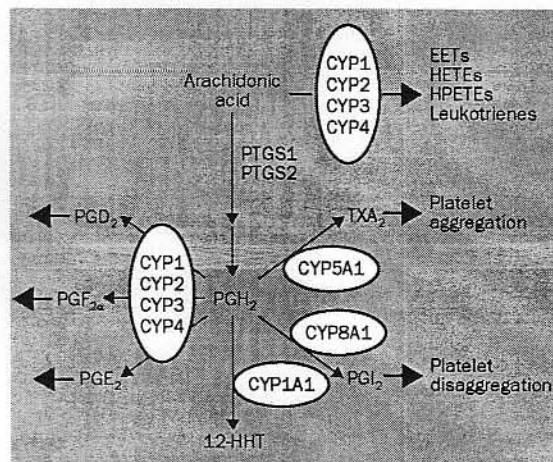 Arachidonic
acid
CYP1
CYP2
CYP3
CYP4
EETs
HETEs
HPETEs
Leukotrienes
PTGS1
PTGS2
PGD₂
TXA₂
Platelet
aggregation
CYP1
CYP2
CYP3
CYP4
CYP5A1
PGF₂α
PGH₂
CYP8A1
PGE₂
CYP1A1
PGI₂
Platelet
disaggregation
12-HHT